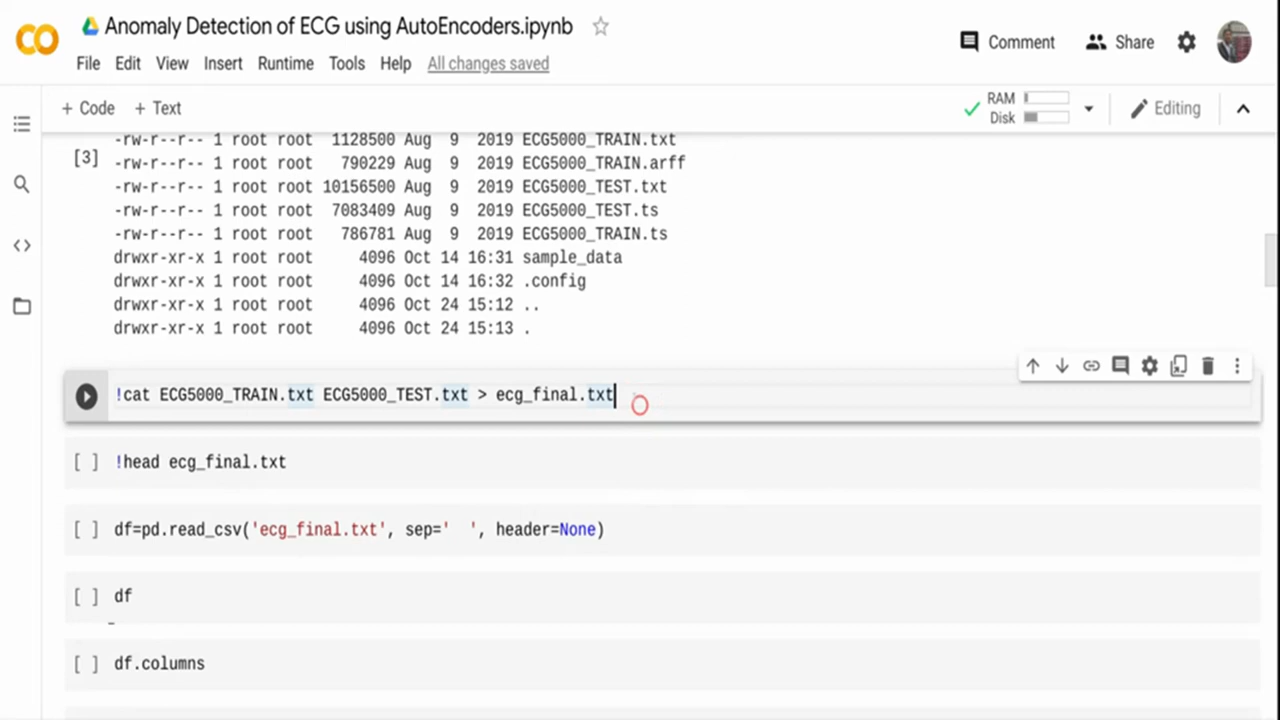 Anomaly Detection of ECG using AutoEncoders.ipynb
File Edit View Insert Runtime Tools Help All changes saved
Comment Share
+ Code + Text
RAM
Disk
Editing
[3]
-rw-r--r-- 1 root root 1128500 Aug 9 2019 ECG5000_TRAIN.txt
-rw-r--r-- 1 root root 790229 Aug 9 2019 ECG5000_TRAIN.arff
-rw-r--r-- 1 root root 10156500 Aug 9 2019 ECG5000_TEST.txt
-rw-r--r-- 1 root root 7083409 Aug 9 2019 ECG5000_TEST.ts
-rw-r--r-- 1 root root 786781 Aug 9 2019 ECG5000_TRAIN.ts
drwxr-xr-x 1 root root 4096 Oct 14 16:31 sample_data
drwxr-xr-x 1 root root 4096 Oct 14 16:32 .config
drwxr-xr-x 1 root root 4096 Oct 24 15:12 ..
drwxr-xr-x 1 root root 4096 Oct 24 15:13 .
!cat ECG5000_TRAIN.txt ECG5000_TEST.txt > ecg_final.txt
[ ] !head ecg_final.txt
[ ] df=pd.read_csv('ecg_final.txt', sep='  ', header=None)
[ ] df
[ ] df.columns